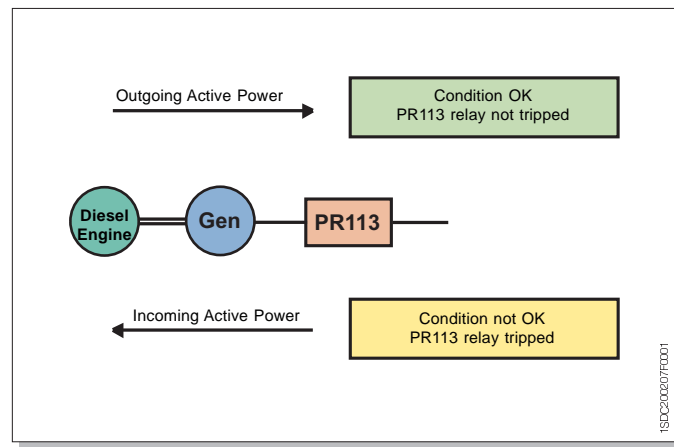 Outgoing Active Power
Condition OK
PR113 relay not tripped
Diesel
Engine
Gen
PR113
Incoming Active Power
Condition not OK
PR113 relay tripped
1SDC200207F0001